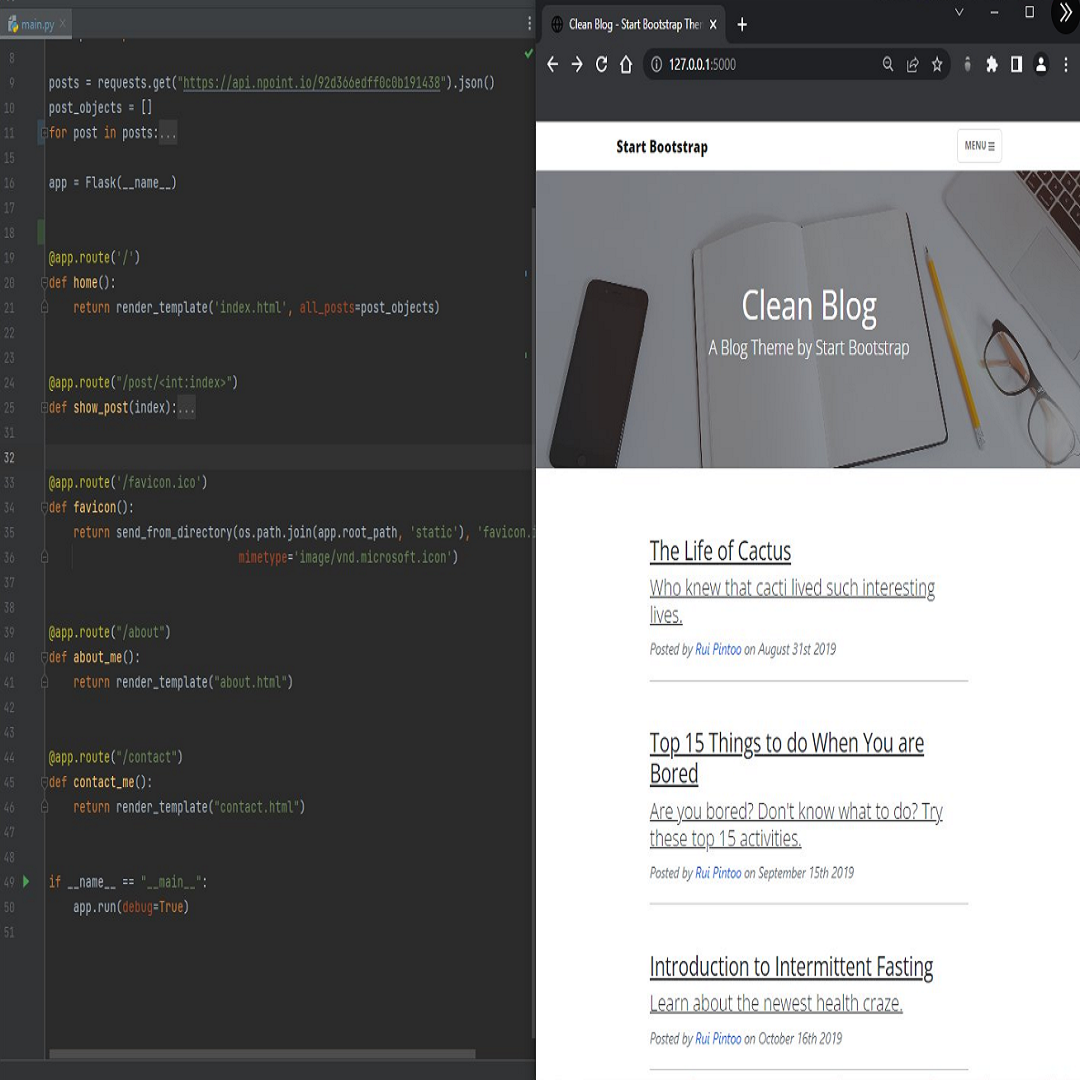 main.py
8
9 posts = requests.get("https://api.npoint.io/92d366edff0c0b191438").json()
10 post_objects = []
11 for post in posts:...
15
16 app = Flask(__name__)
18
19 @app.route('/')
20 def home():
21 return render_template('index.html', all_posts=post_objects)
22
23
24 @app.route("/post/<int:index>")
25 def show_post(index):...
31
32
33 @app.route('/favicon.ico')
34 def favicon():
35 return send_from_directory(os.path.join(app.root_path, 'static'), 'favicon.i
36 mimetype='image/vnd.microsoft.icon')
37
38
39 @app.route("/about")
40 def about_me():
41 return render_template("about.html")
42
43
44 @app.route("/contact")
45 def contact_me():
46 return render_template("contact.html")
47
48
49 if __name__ == "__main__":
50 app.run(debug=True)
51
Clean Blog - Start Bootstrap The
127.0.0.1:5000
Start Bootstrap
MENU
Clean Blog
A Blog Theme by Start Bootstrap
The Life of Cactus
Who knew that cacti lived such interesting
lives.
Posted by Rui Pintoo on August 31st 2019
Top 15 Things to do When You are
Bored
Are you bored? Don't know what to do? Try
these top 15 activities.
Posted by Rui Pintoo on September 15th 2019
Introduction to Intermittent Fasting
Learn about the newest health craze.
Posted by Rui Pintoo on October 16th 2019